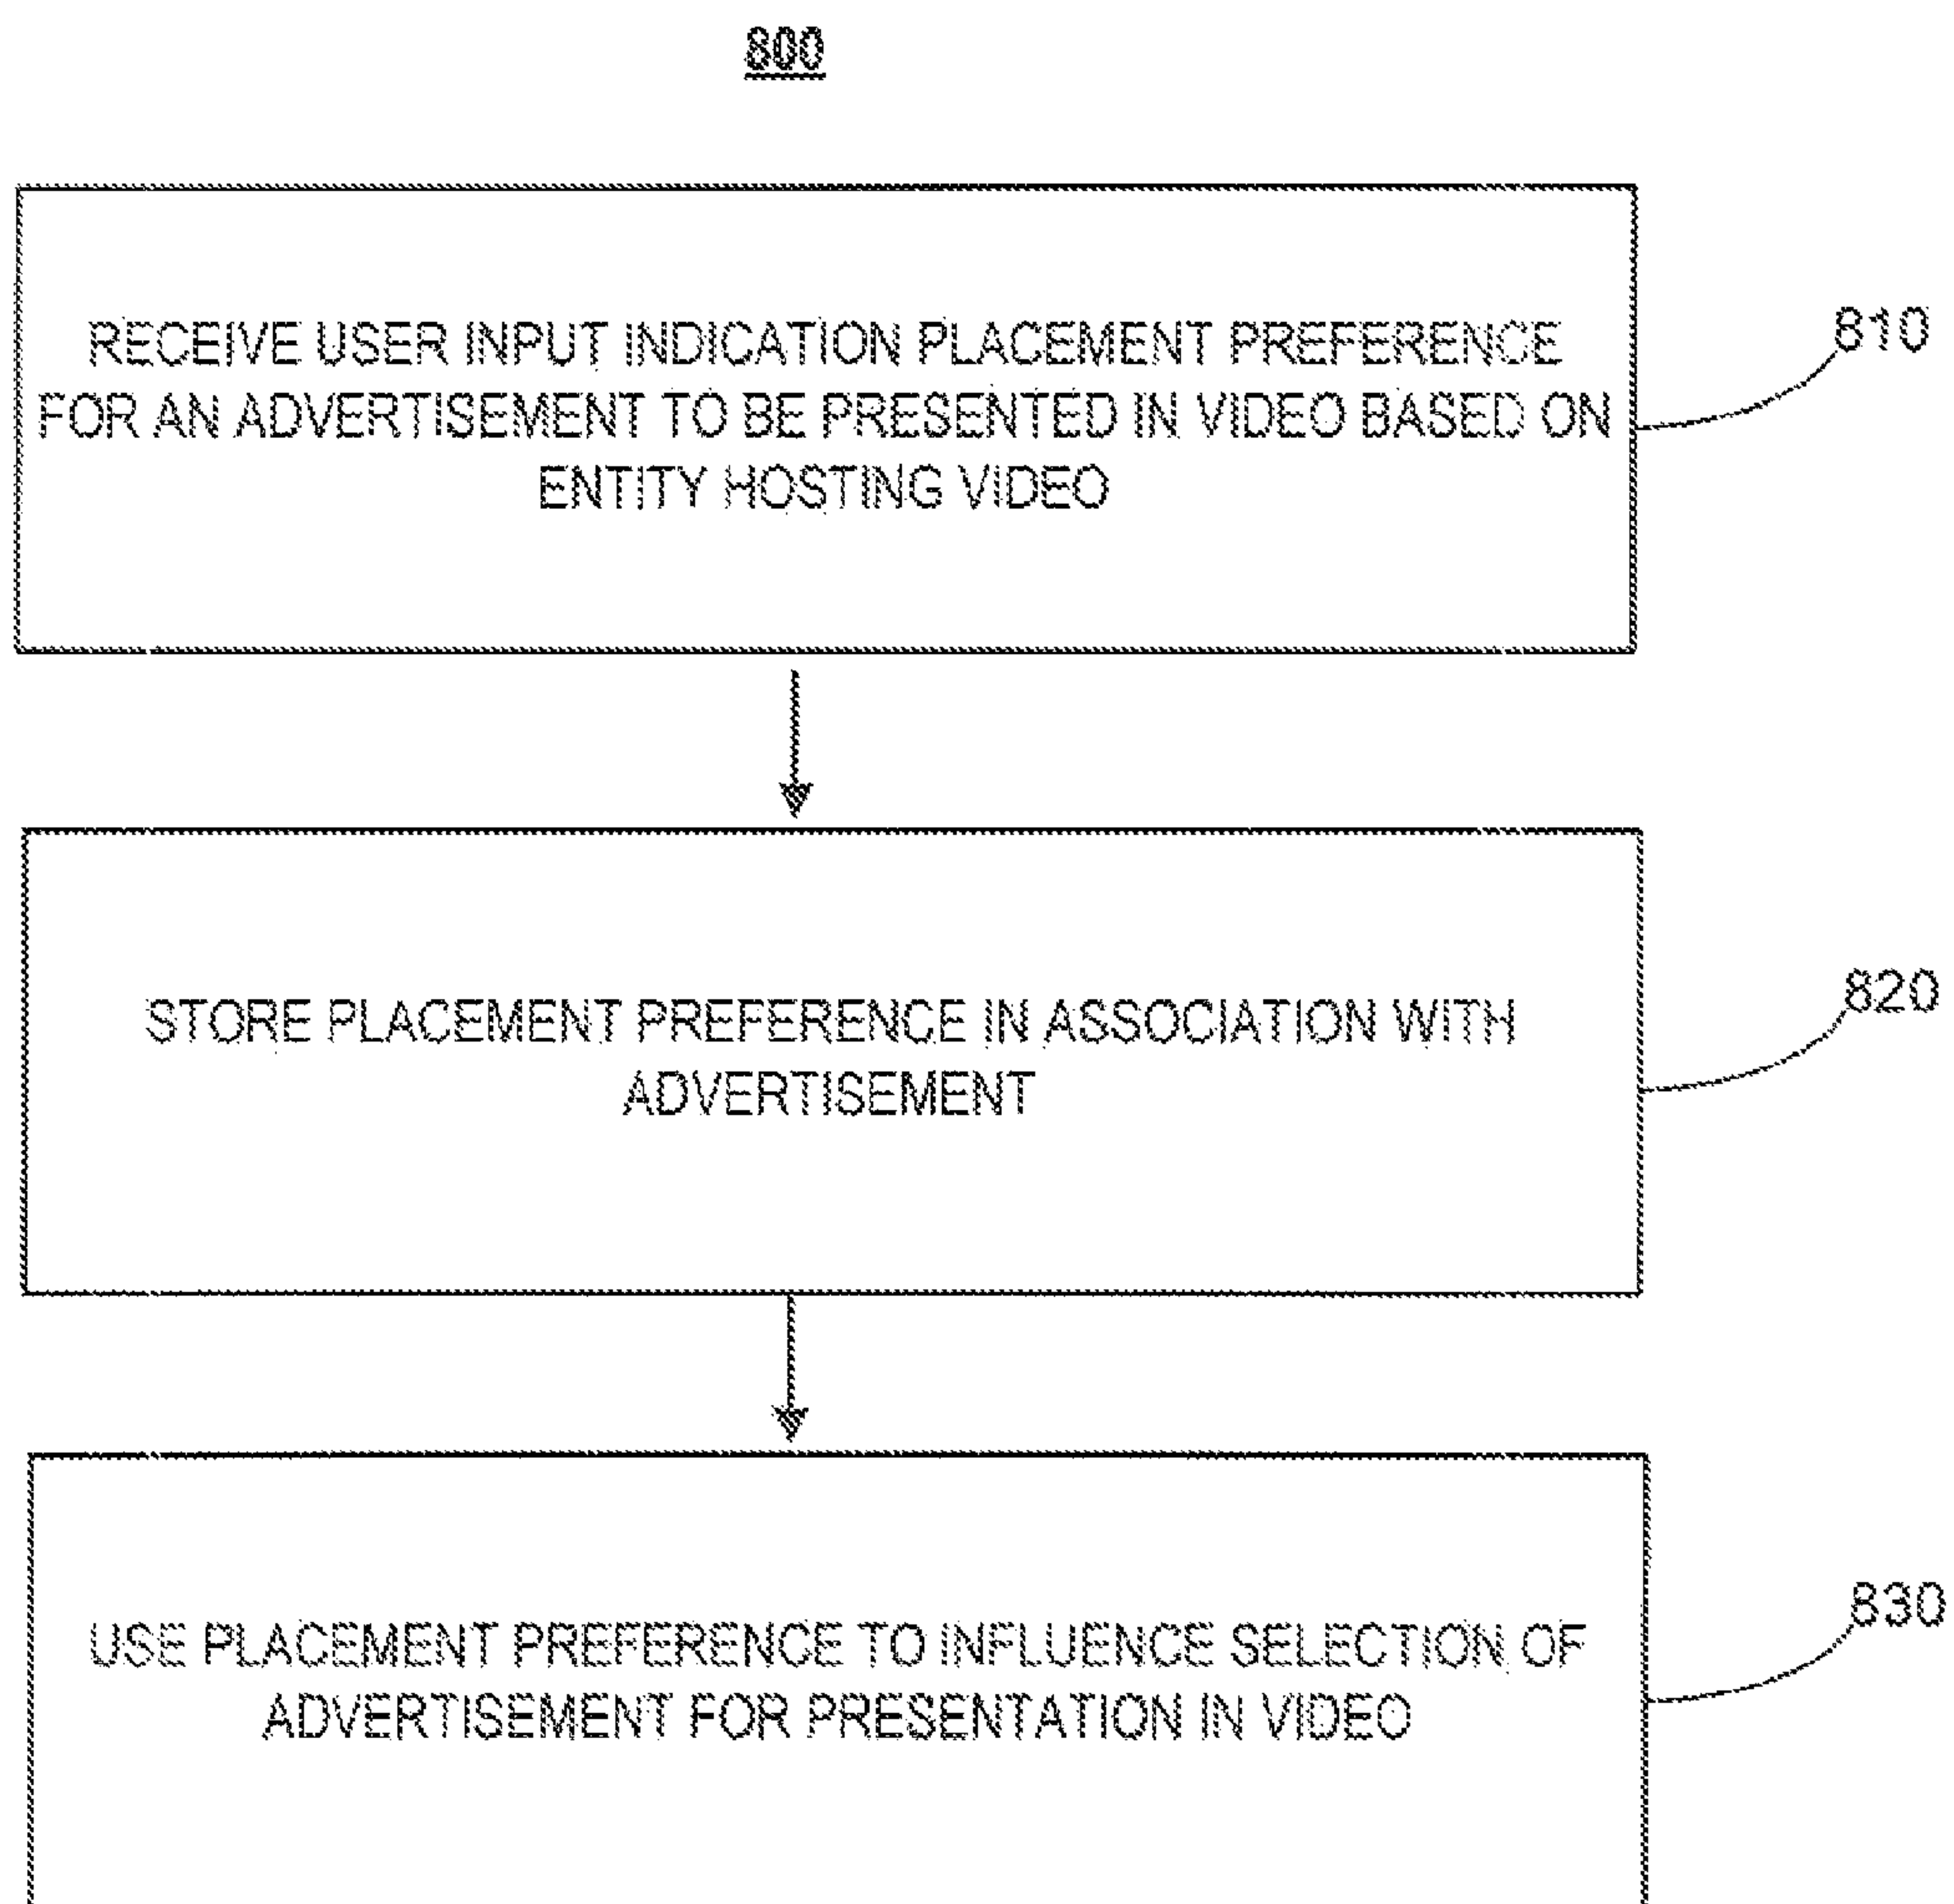 800
RECEIVE USER INPUT INDICATION PLACEMENT PREFERENCE
FOR AN ADVERTISEMENT TO BE PRESENTED IN VIDEO BASED ON
ENTITY HOSTING VIDEO
810
STORE PLACEMENT PREFERENCE IN ASSOCIATION WITH
ADVERTISEMENT
820
USE PLACEMENT PREFERENCE TO INFLUENCE SELECTION OF
ADVERTISEMENT FOR PRESENTATION IN VIDEO
830